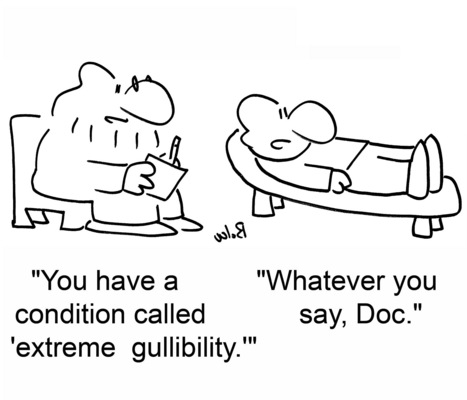 "You have a
condition called
'extreme gullibility.'"
"Whatever you
say, Doc."